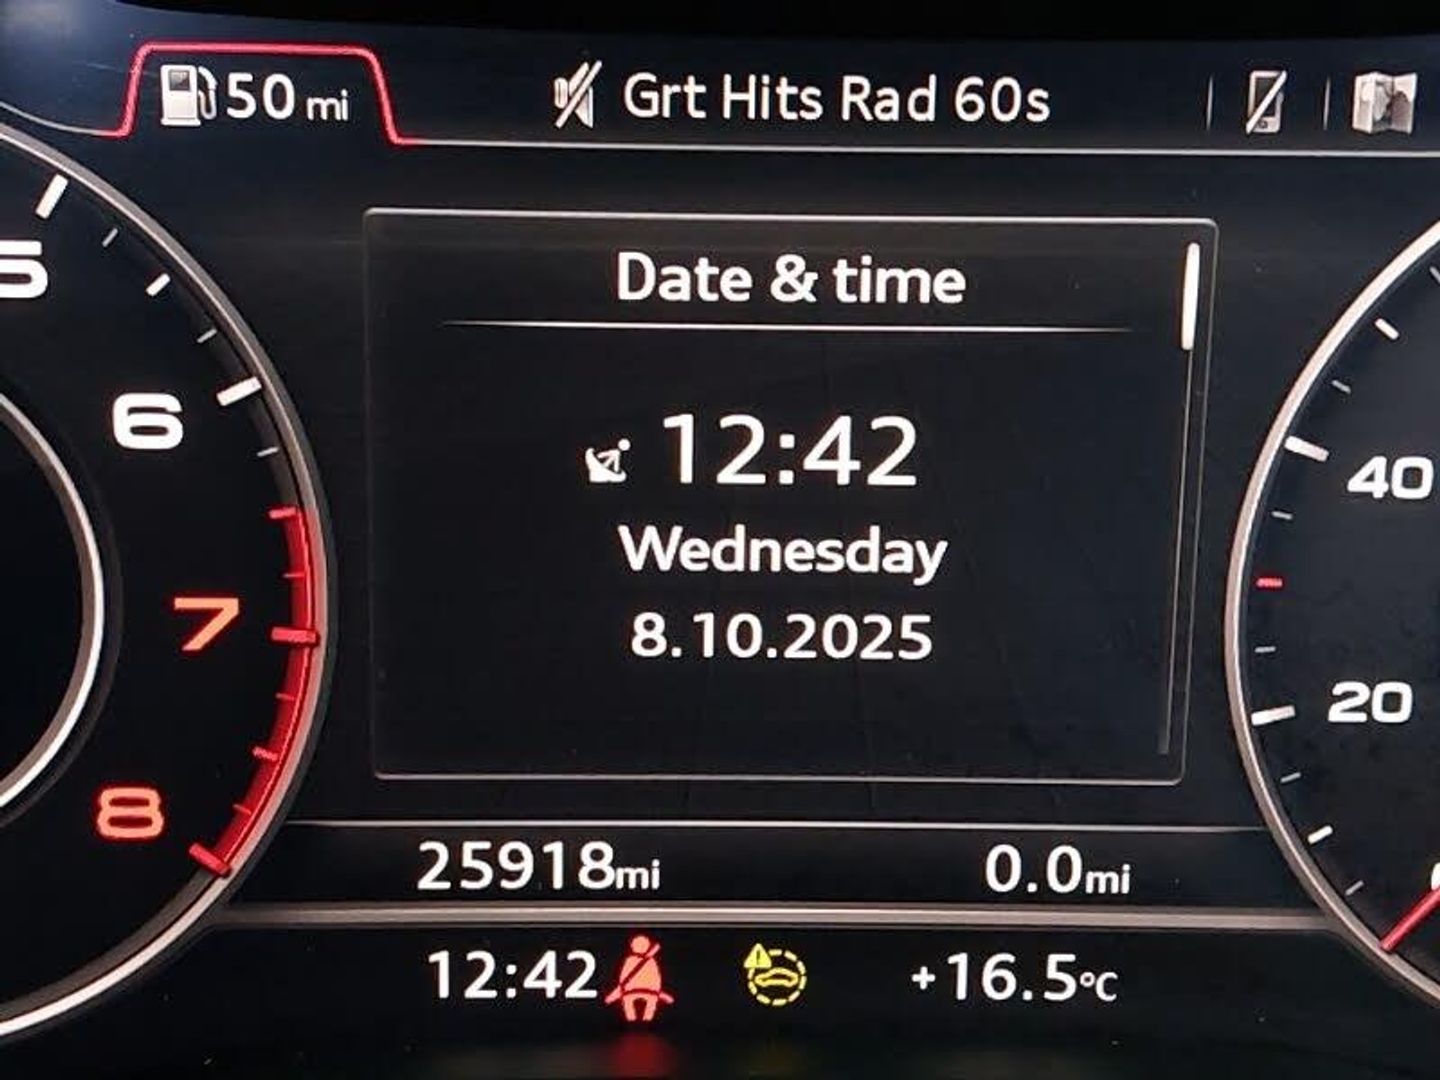 50 mi
Grt Hits Rad 60s
Date & time
12:42
Wednesday
8.10.2025
5
6
7
8
40
20
25918mi
0.0mi
12:42
+16.5°C